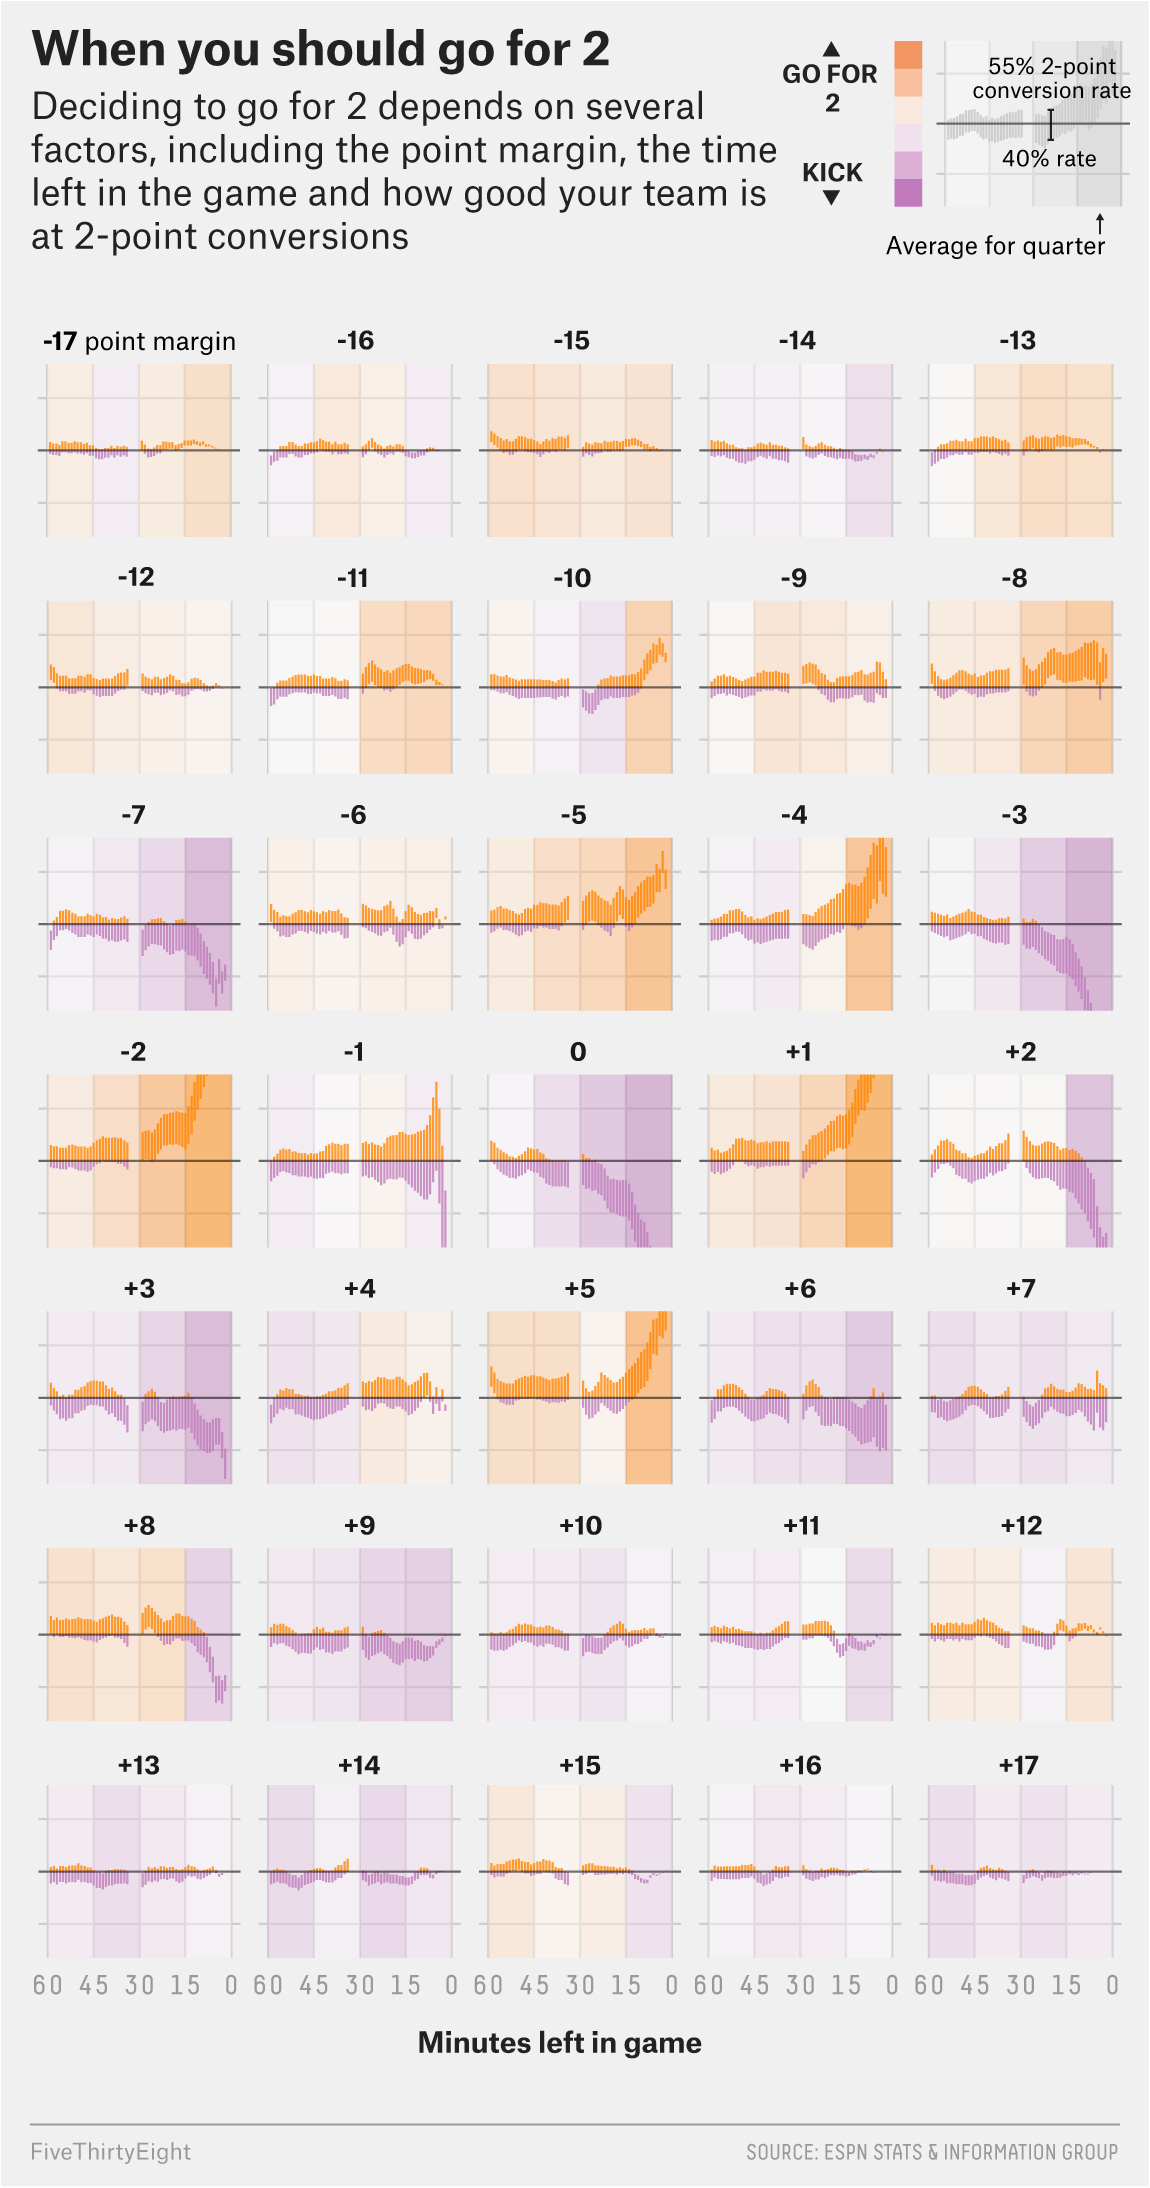 When you should go for 2
Deciding to go for 2 depends on several
factors, including the point margin, the time
left in the game and how good your team is
at 2-point conversions
▲
GO FOR
2
KICK
▼
55% 2-point
conversion rate
40% rate
Average for quarter
-17 point margin
-16
-15
-14
-13
-12
-11
-10
-9
-8
-7
-6
-5
-4
-3
-2
-1
0
+1
+2
+3
+4
+5
+6
+7
+8
+9
+10
+11
+12
+13
+14
+15
+16
+17
60 45 30 15 0 60 45 30 15 0 60 45 30 15 0 60 45 30 15 0 60 45 30 15 0
Minutes left in game
FiveThirtyEight
SOURCE: ESPN STATS & INFORMATION GROUP